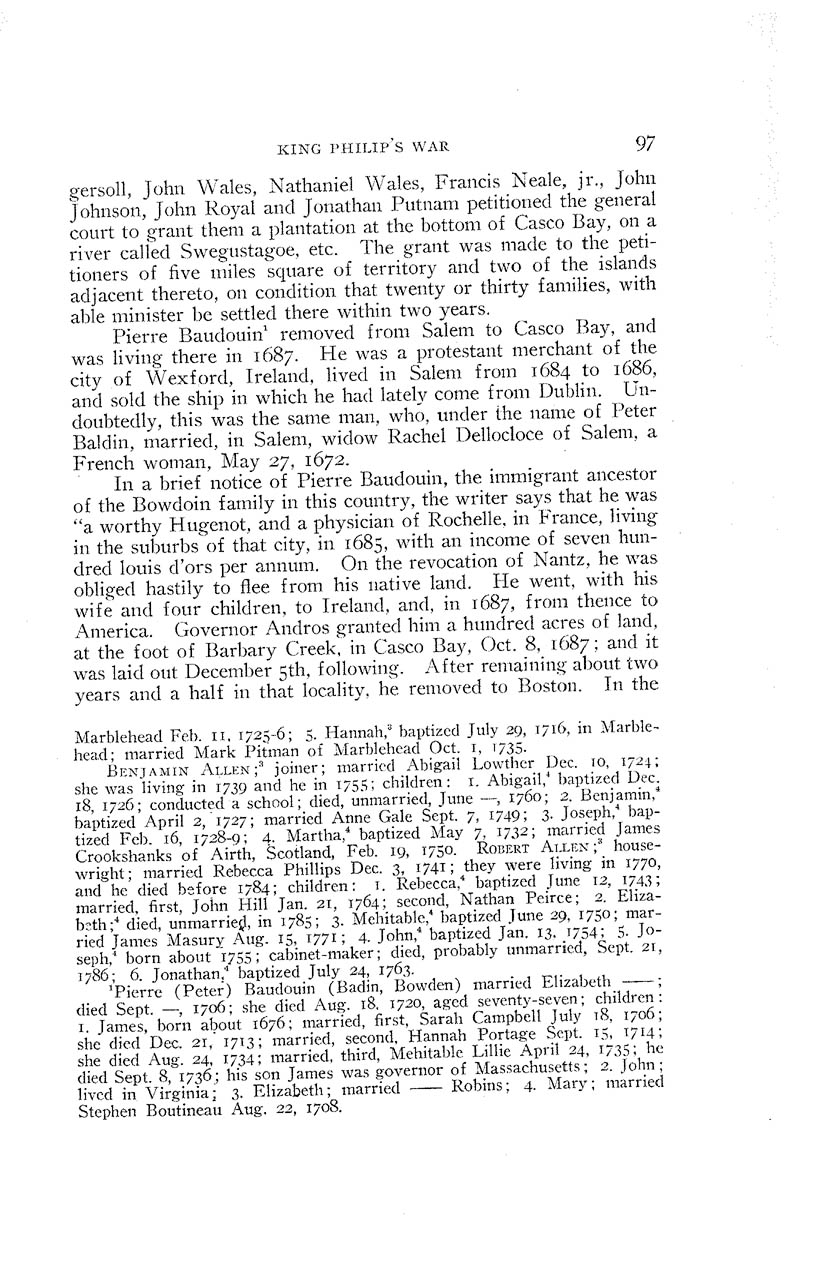 KING PHILIP'S WAR 97
gersoll, John Wales, Nathaniel Wales, Francis Neale, jr., John
Johnson, John Royal and Jonathan Putnam petitioned the general
court to grant them a plantation at the bottom of Casco Bay, on a
river called Swegustagoe, etc. The grant was made to the peti-
tioners of five miles square of territory and two of the islands
adjacent thereto, on condition that twenty or thirty families, with
able minister be settled there within two years.
Pierre Baudouin¹ removed from Salem to Casco Bay, and
was living there in 1687. He was a protestant merchant of the
city of Wexford, Ireland, lived in Salem from 1684 to 1686,
and sold the ship in which he had lately come from Dublin. Un-
doubtedly, this was the same man, who, under the name of Peter
Baldin, married, in Salem, widow Rachel Dellocloce of Salem, a
French woman, May 27, 1672.
In a brief notice of Pierre Baudouin, the immigrant ancestor
of the Bowdoin family in this country, the writer says that he was
"a worthy Hugenot, and a physician of Rochelle, in France, living
in the suburbs of that city, in 1685, with an income of seven hun-
dred louis d'ors per annum. On the revocation of Nantz, he was
obliged hastily to flee from his native land. He went, with his
wife and four children, to Ireland, and, in 1687, from thence to
America. Governor Andros granted him a hundred acres of land,
at the foot of Barbary Creek, in Casco Bay, Oct. 8, 1687; and it
was laid out December 5th, following. After remaining about two
years and a half in that locality, he removed to Boston. In the
Marblehead Feb. 11, 1725-6; 5. Hannah,³ baptized July 29, 1716, in Marble-
head; married Mark Pitman of Marblehead Oct. 1, 1735.
BENJAMIN ALLEN;³ joiner; married Abigail Lowther Dec. 10, 1724;
she was living in 1739 and he in 1755; children: 1. Abigail,⁴ baptized Dec.
18, 1726; conducted a school; died, unmarried, June —, 1760; 2. Benjamin,⁴
baptized April 2, 1727; married Anne Gale Sept. 7, 1749; 3. Joseph,⁴ bap-
tized Feb. 16, 1728-9; 4. Martha,⁴ baptized May 7, 1732; married James
Crookshanks of Airth, Scotland, Feb. 19, 1750. ROBERT ALLEN;³ house-
wright; married Rebecca Phillips Dec. 3, 1741; they were living in 1770,
and he died before 1784; children: 1. Rebecca,⁴ baptized June 12, 1743;
married, first, John Hill Jan. 21, 1764; second, Nathan Peirce; 2. Eliza-
beth;⁴ died, unmarried, in 1785; 3. Mehitable,⁴ baptized June 29, 1750; mar-
ried James Masury Aug. 15, 1771; 4. John,⁴ baptized Jan. 13, 1754; 5. Jo-
seph,⁴ born about 1755; cabinet-maker; died, probably unmarried, Sept. 21,
1786; 6. Jonathan,⁴ baptized July 24, 1763.
¹Pierre (Peter) Baudouin (Badin, Bowden) married Elizabeth ——;
died Sept. —, 1706; she died Aug. 18, 1720, aged seventy-seven; children:
1. James, born about 1676; married, first, Sarah Campbell July 18, 1706;
she died Dec. 21, 1713; married, second, Hannah Portage Sept. 15, 1714;
she died Aug. 24, 1734; married, third, Mehitable Lillie April 24, 1735; he
died Sept. 8, 1736; his son James was governor of Massachusetts; 2. John;
lived in Virginia; 3. Elizabeth; married —— Robins; 4. Mary; married
Stephen Boutineau Aug. 22, 1708.